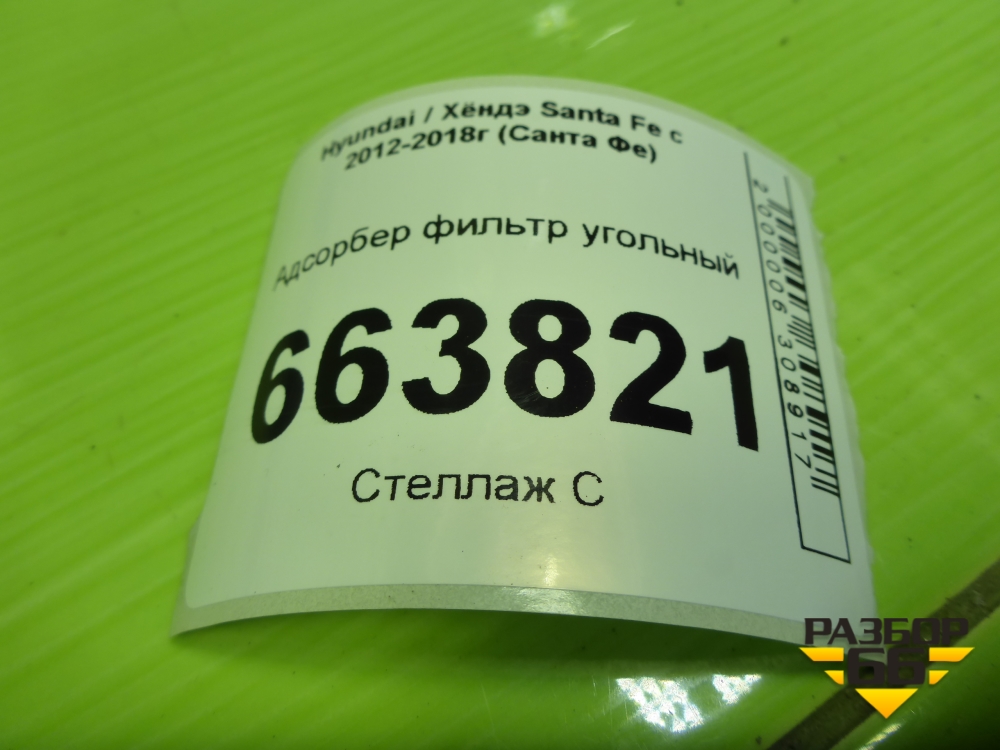 Hyundai / Хёндэ Santa Fe с
2012-2018г (Санта Фе)
Адсорбер фильтр угольный
663821
Стеллаж С
2000006308917
РАЗБОР
66